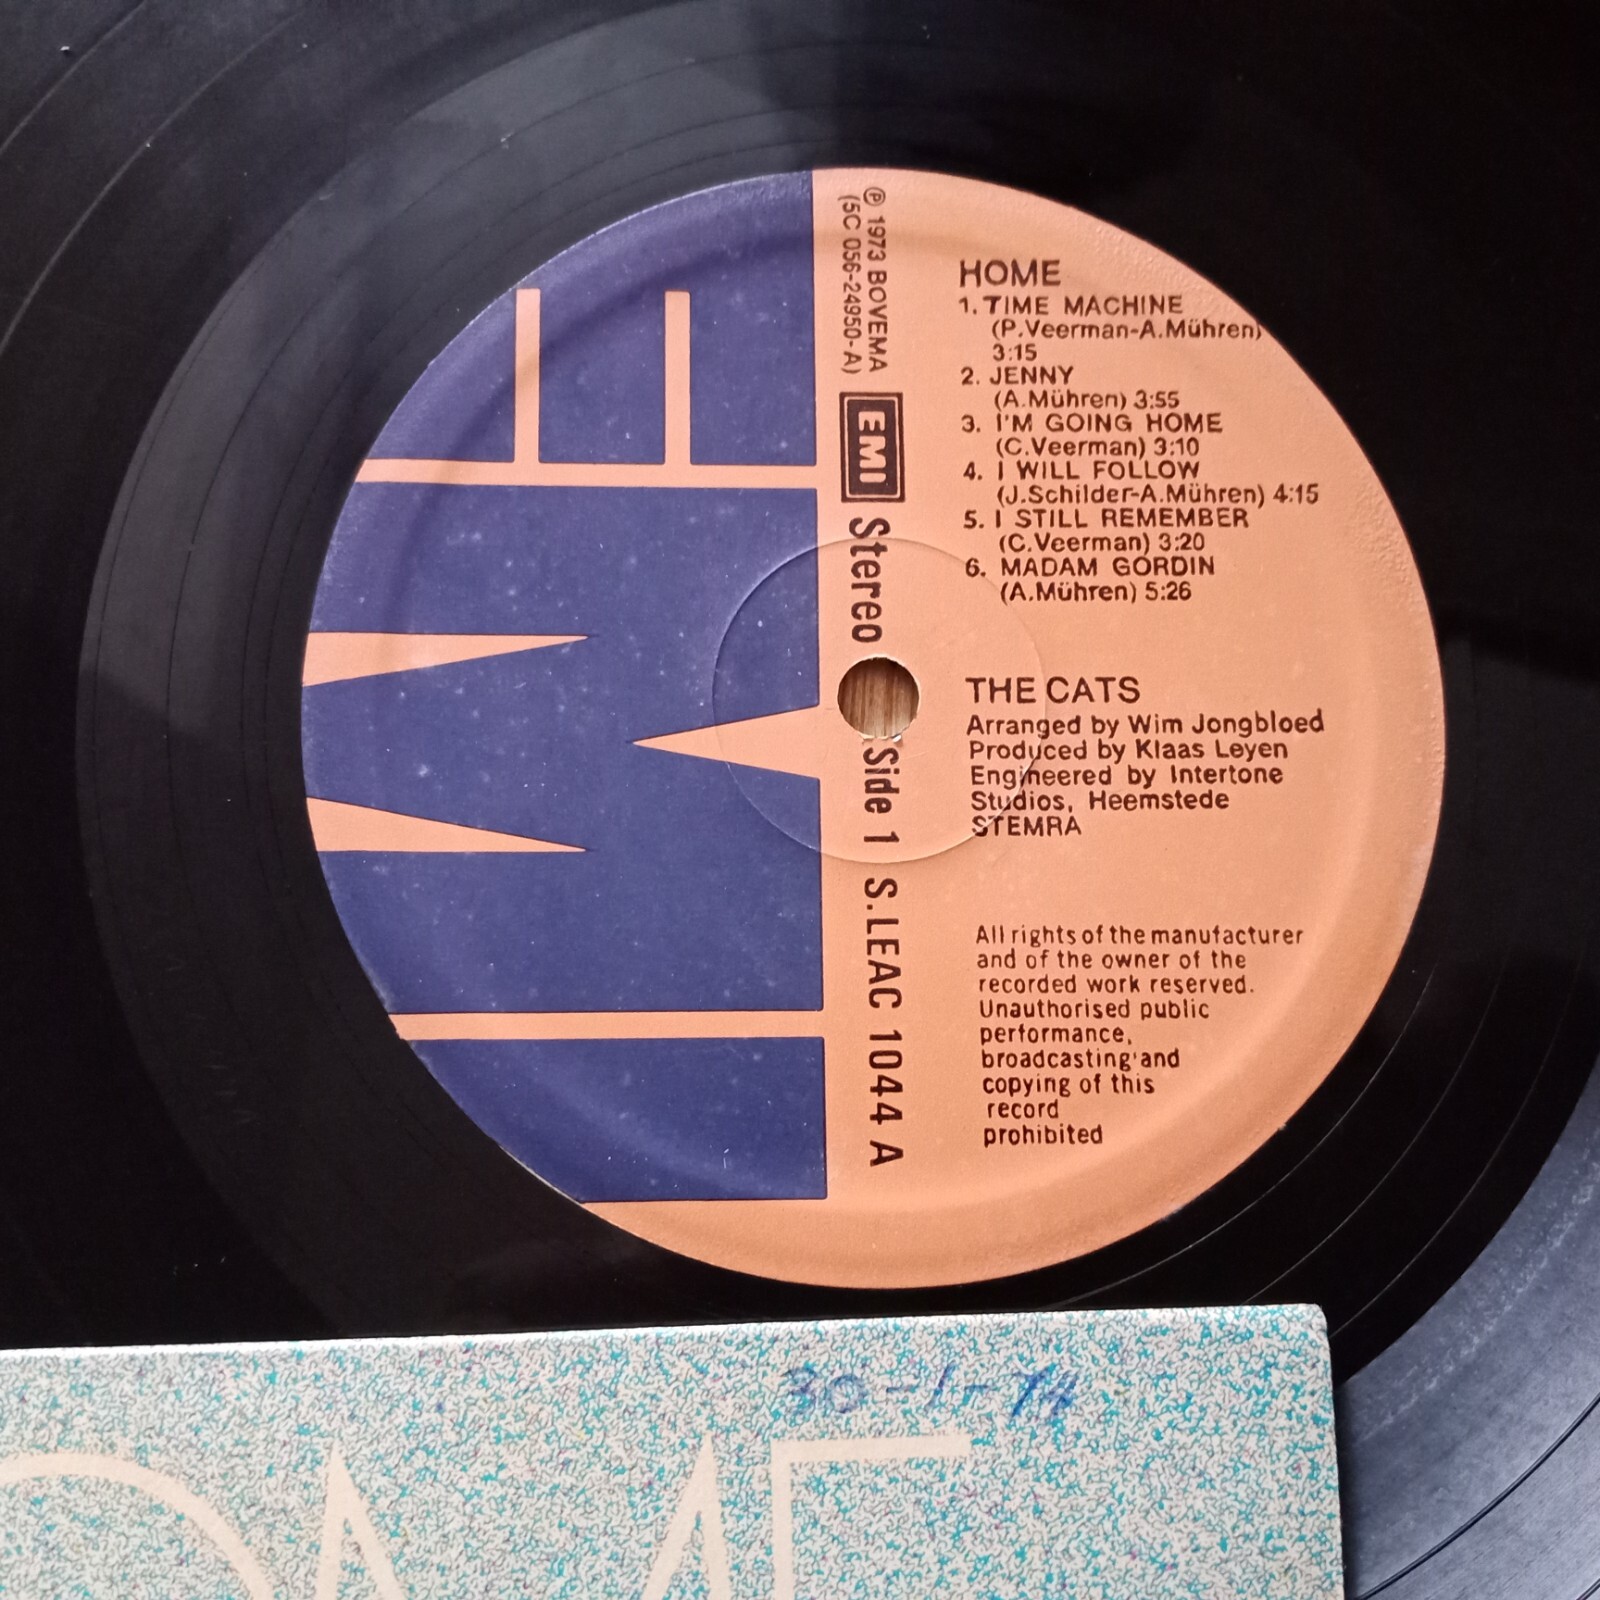 HOME
1. TIME MACHINE
(P.Veerman-A.Mühren)
3:15
2. JENNY
(A.Mühren) 3:55
3. I'M GOING HOME
(C.Veerman) 3:10
4. I WILL FOLLOW
(J.Schilder-A.Mühren) 4:15
5. I STILL REMEMBER
(C.Veerman) 3:20
6. MADAM GORDIN
(A.Mühren) 5:26
THE CATS
Arranged by Wim Jongbloed
Produced by Klaas Leyen
Engineered by Intertone
Studios, Heemstede
STEMRA
All rights of the manufacturer
and of the owner of the
recorded work reserved.
Unauthorised public
performance,
broadcasting and
copying of this
record
prohibited
℗ 1973 BOVEMA
(5C 056-24950-A)
EMI Stereo Side 1 S.LEAC 1044 A
EMI
30-1-74